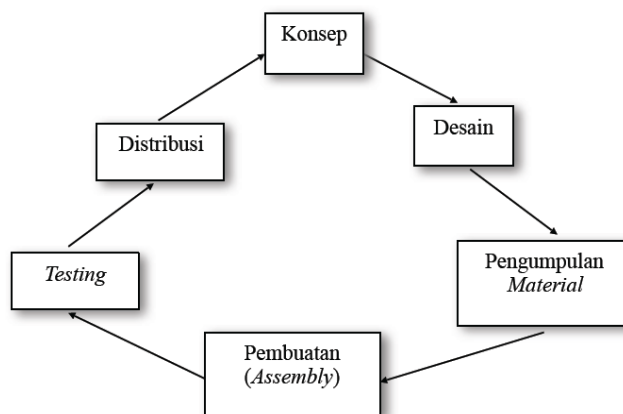 Konsep
Desain
Pengumpulan
Material
Pembuatan
(Assembly)
Testing
Distribusi